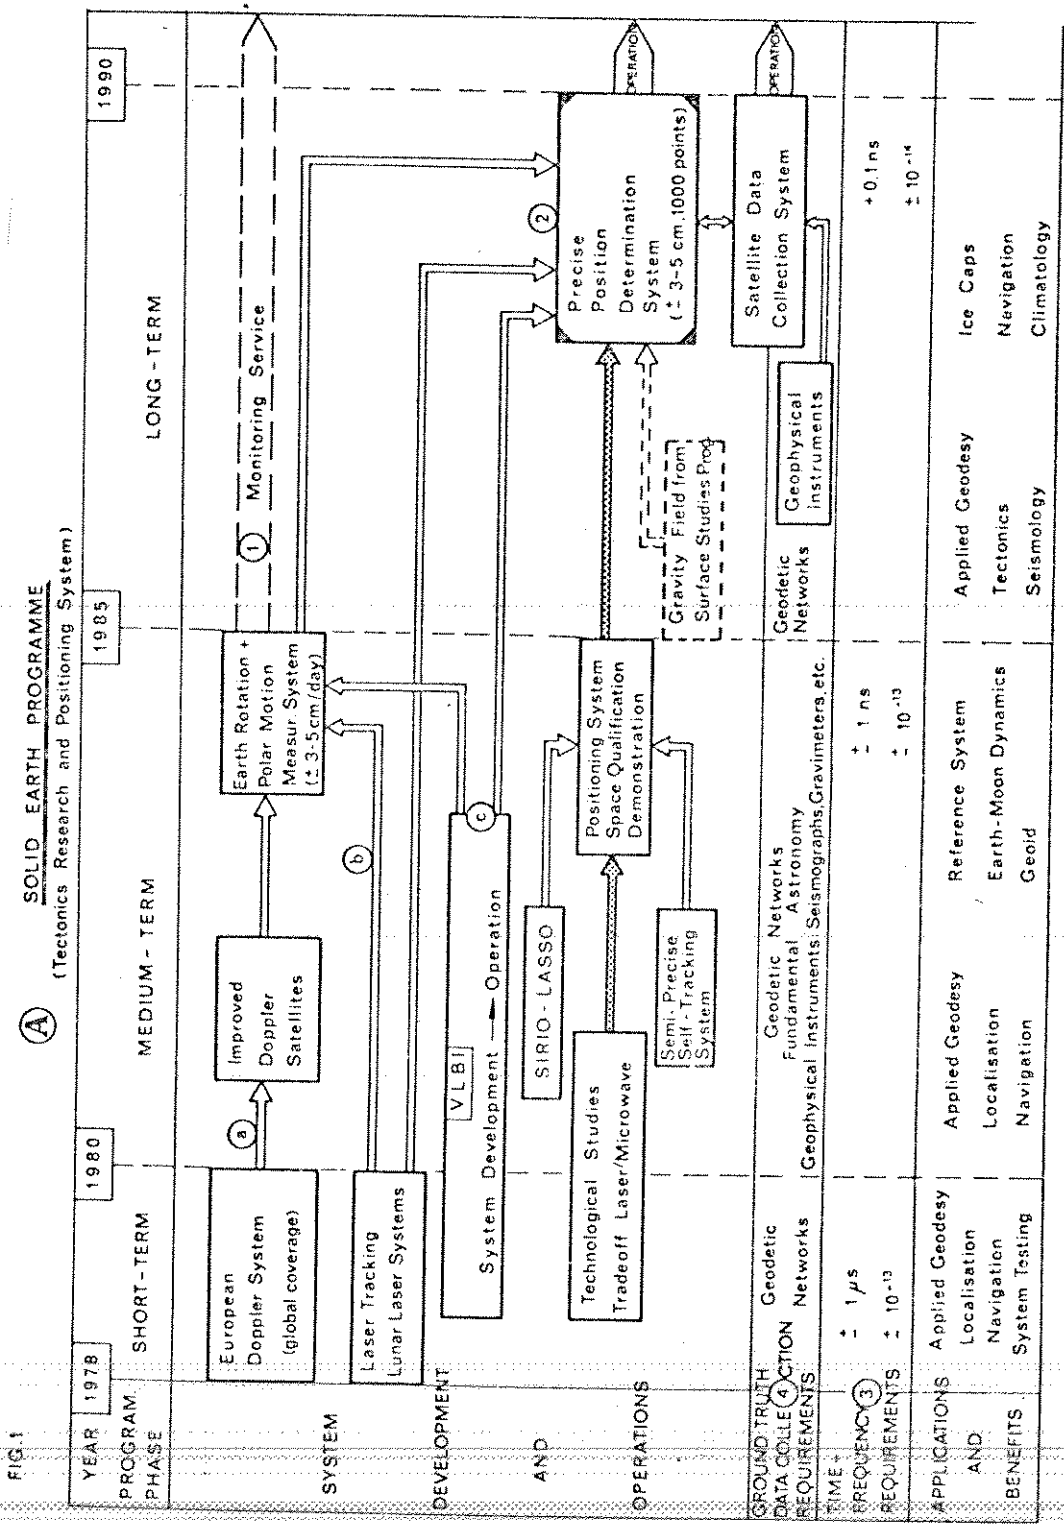 FIG.1
A
SOLID EARTH PROGRAMME
(Tectonics Research and Positioning System)
YEAR
1978
1980
1985
1990
PROGRAM
PHASE
SHORT-TERM
MEDIUM-TERM
LONG-TERM
SYSTEM
DEVELOPMENT
AND
OPERATIONS
European
Doppler System
(global coverage)
a
Improved
Doppler
Satellites
Earth Rotation +
Polar Motion
Measur System
(± 3-5cm/day)
1
Monitoring Service
Laser Tracking
Lunar Laser Systems
b
VLBI
System Development → Operation
c
SIRIO-LASSO
Technological Studies
Tradeoff Laser/Microwave
Semi-Precise
Self-Tracking
System
Positioning System
Space Qualification
Demonstration
Gravity Field from
Surface Studies Prog
2
Precise
Position
Determination
System
(± 3-5 cm,1000 points)
OPERATION
Satellite Data
Collection System
OPERATION
Geophysical
instruments
GROUND TRUTH
DATA COLLE 4 CTION
REQUIREMENTS
Geodetic
Networks
Geodetic Networks
Fundamental Astronomy
Geophysical Instruments: Seismographs,Gravimeters,etc.
Geodetic
Networks
TIME+
FREQUENCY 3
REQUIREMENTS
± 1 µs
± 10⁻¹³
± 1 ns
± 10⁻¹³
+ 0.1 ns
± 10⁻¹⁴
APPLICATIONS
AND
BENEFITS
Applied Geodesy
Localisation
Navigation
System Testing
Applied Geodesy
Localisation
Navigation
Reference System
Earth-Moon Dynamics
Geoid
Applied Geodesy
Tectonics
Seismology
Ice Caps
Navigation
Climatology